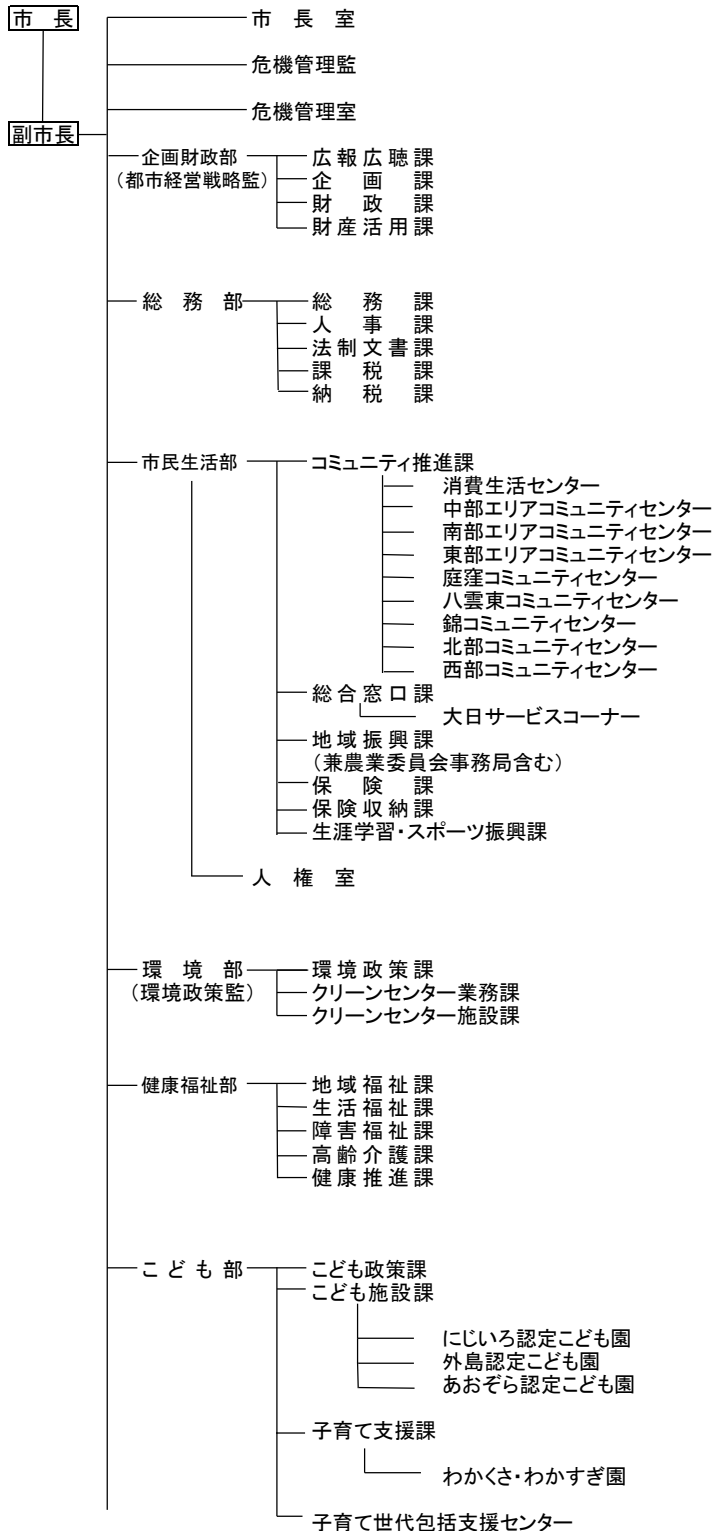 市長
市長室
危機管理監
危機管理室
副市長
企画財政部
(都市経営戦略監)
広報広聴課
企画課
財政課
財産活用課
総務部
総務課
人事課
法制文書課
課税課
納税課
市民生活部
コミュニティ推進課
消費生活センター
中部エリアコミュニティセンター
南部エリアコミュニティセンター
東部エリアコミュニティセンター
庭窪コミュニティセンター
八雲東コミュニティセンター
錦コミュニティセンター
北部コミュニティセンター
西部コミュニティセンター
総合窓口課
大日サービスコーナー
地域振興課
(兼農業委員会事務局含む)
保険課
保険収納課
生涯学習・スポーツ振興課
人権室
環境部
(環境政策監)
環境政策課
クリーンセンター業務課
クリーンセンター施設課
健康福祉部
地域福祉課
生活福祉課
障害福祉課
高齢介護課
健康推進課
こども部
こども政策課
こども施設課
にじいろ認定こども園
外島認定こども園
あおぞら認定こども園
子育て支援課
わかくさ・わかすぎ園
子育て世代包括支援センター